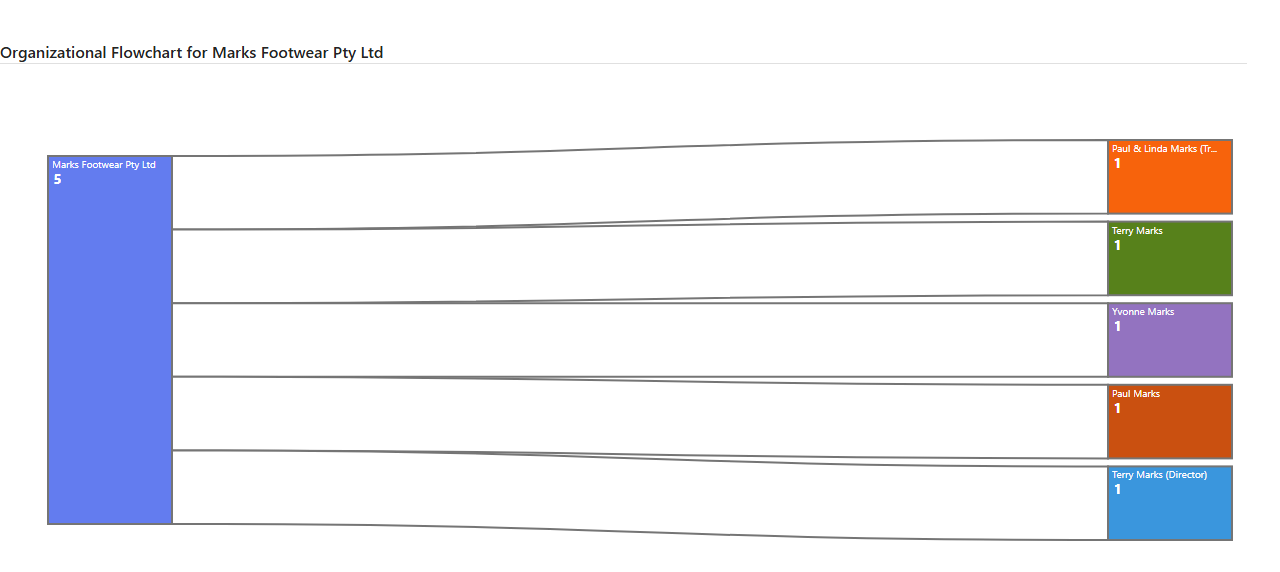 Organizational Flowchart for Marks Footwear Pty Ltd
Marks Footwear Pty Ltd
5
Paul & Linda Marks (Tr...
1
Terry Marks
1
Yvonne Marks
1
Paul Marks
1
Terry Marks (Director)
1